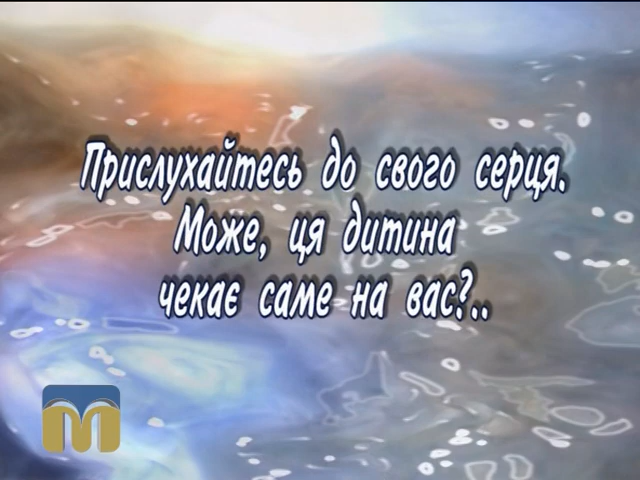 Прислухайтесь до свого серця.
Може, ця дитина
чекає саме на вас?..
М